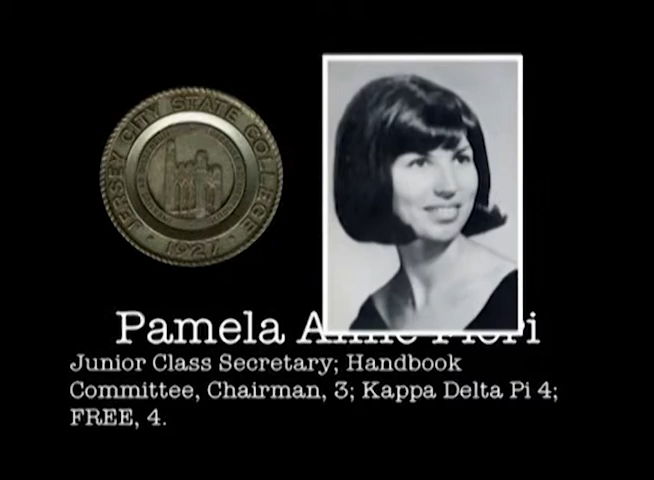 JERSEY CITY STATE COLLEGE
1927
Pamela
Junior Class Secretary; Handbook
Committee, Chairman, 3; Kappa Delta Pi 4;
FREE, 4.